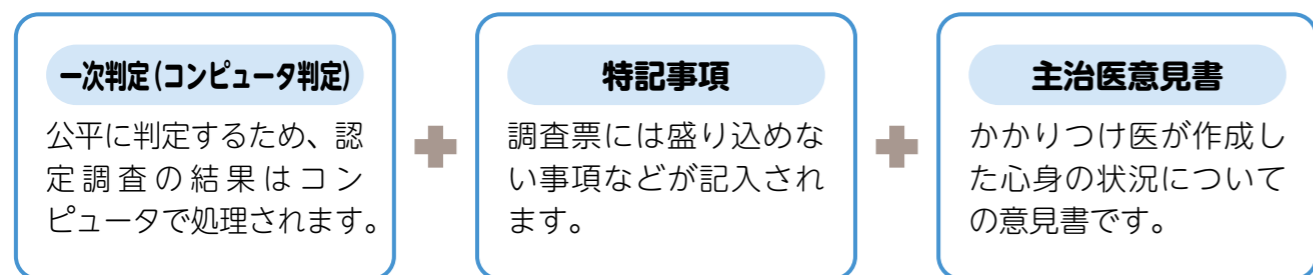 一次判定(コンピュータ判定)
公平に判定するため、認
定調査の結果はコン
ピュータで処理されます。
特記事項
調査票には盛り込めな
い事項などが記入され
ます。
主治医意見書
かかりつけ医が作成し
た心身の状況について
の意見書です。